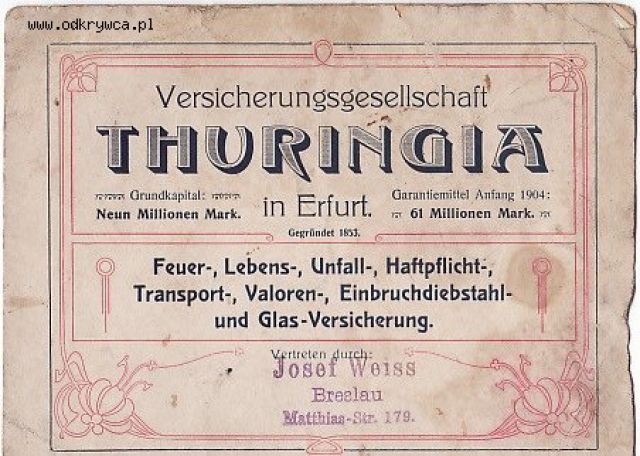 www.odkrywca.pl
Versicherungsgesellschaft
THURINGIA
Grundkapital:
Neun Millionen Mark.
in Erfurt.
Garantiemittel Anfang 1904:
61 Millionen Mark.
Gegründet 1853.
Feuer-, Lebens-, Unfall-, Haftpflicht-,
Transport-, Valoren-, Einbruchdiebstahl-
und Glas-Versicherung.
Vertreten durch:
Josef Weiss
Breslau
Matthias-Str. 179.